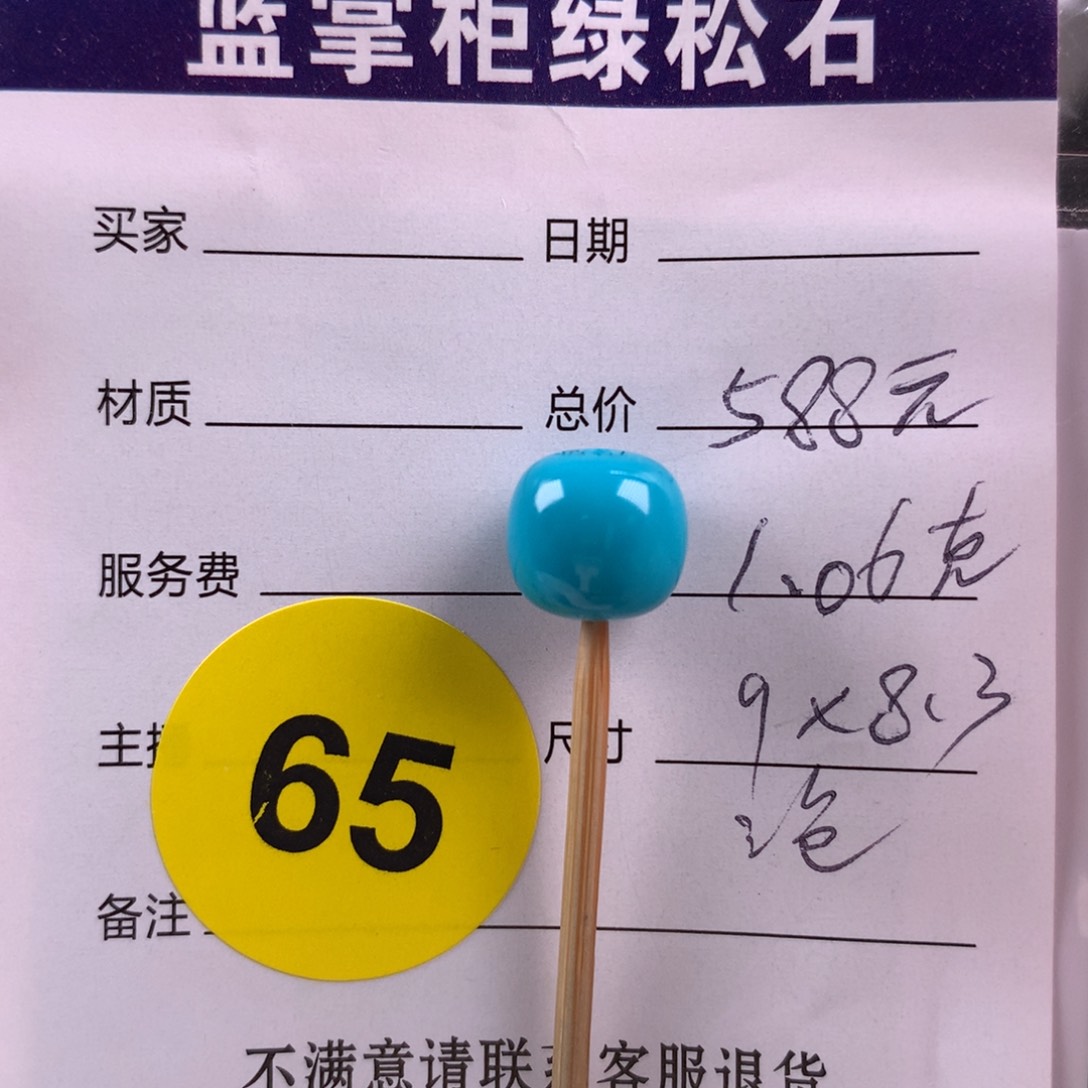 蓝掌柜绿松石
买家 日期
材质 总价 588元
服务费 1.06克
主播 尺寸 9×8.3
65
备注
不满意请联系客服退货